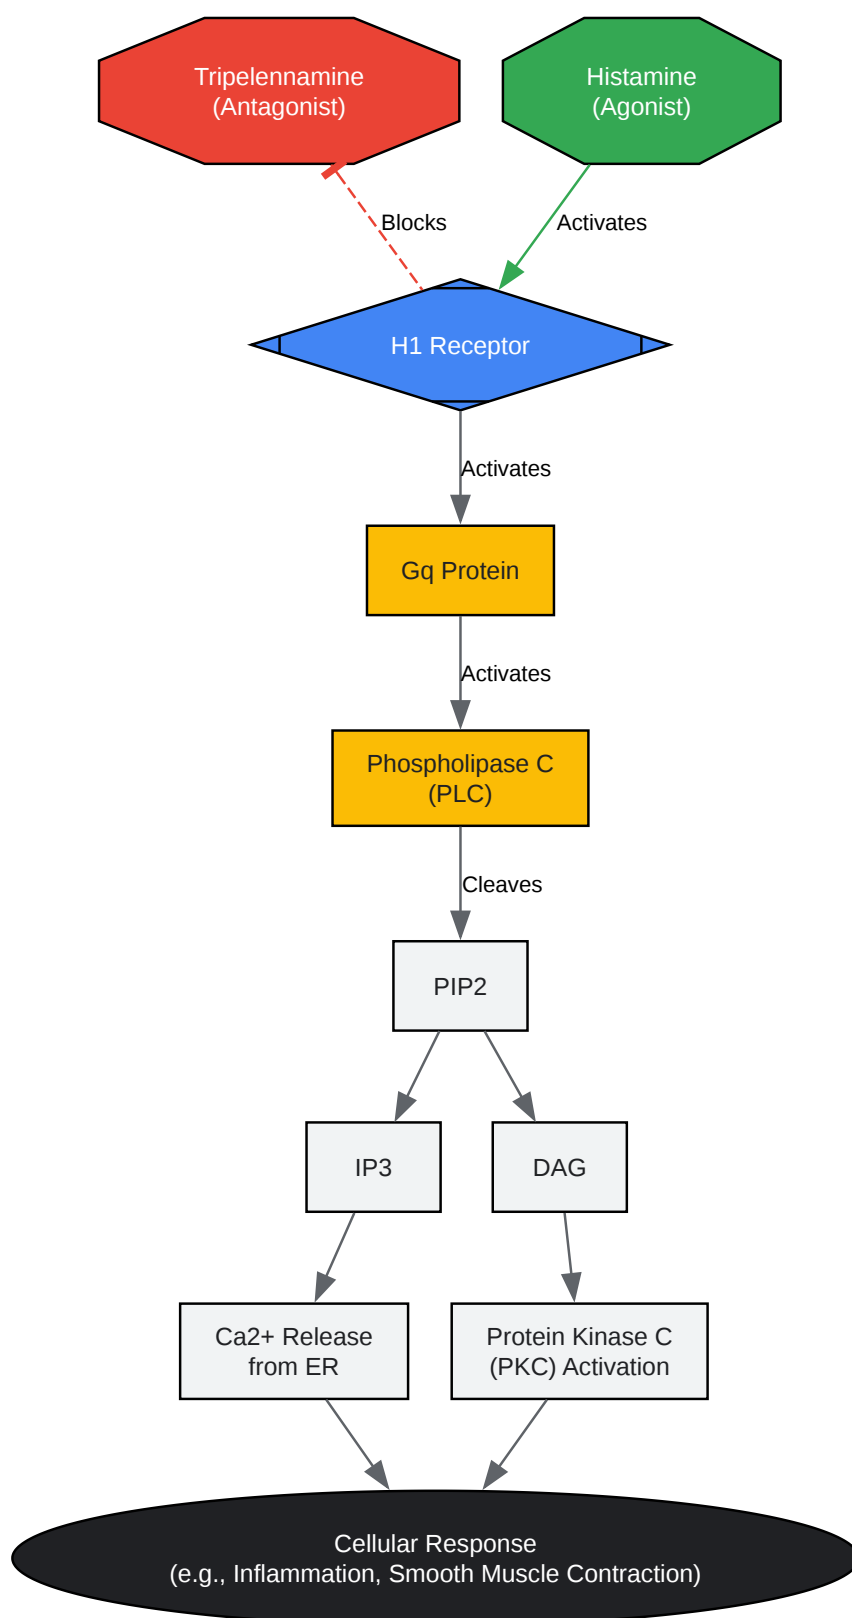 Tripelennamine
(Antagonist)
Histamine
(Agonist)
Blocks
Activates
H1 Receptor
Activates
Gq Protein
Activates
Phospholipase C
(PLC)
Cleaves
PIP2
IP3
DAG
Ca2+ Release
from ER
Protein Kinase C
(PKC) Activation
Cellular Response
(e.g., Inflammation, Smooth Muscle Contraction)